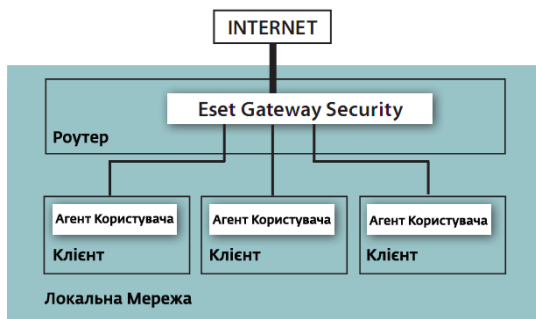 INTERNET
Eset Gateway Security
Роутер
Агент Користувача
Агент Користувача
Агент Користувача
Клієнт
Клієнт
Клієнт
Локальна Мережа